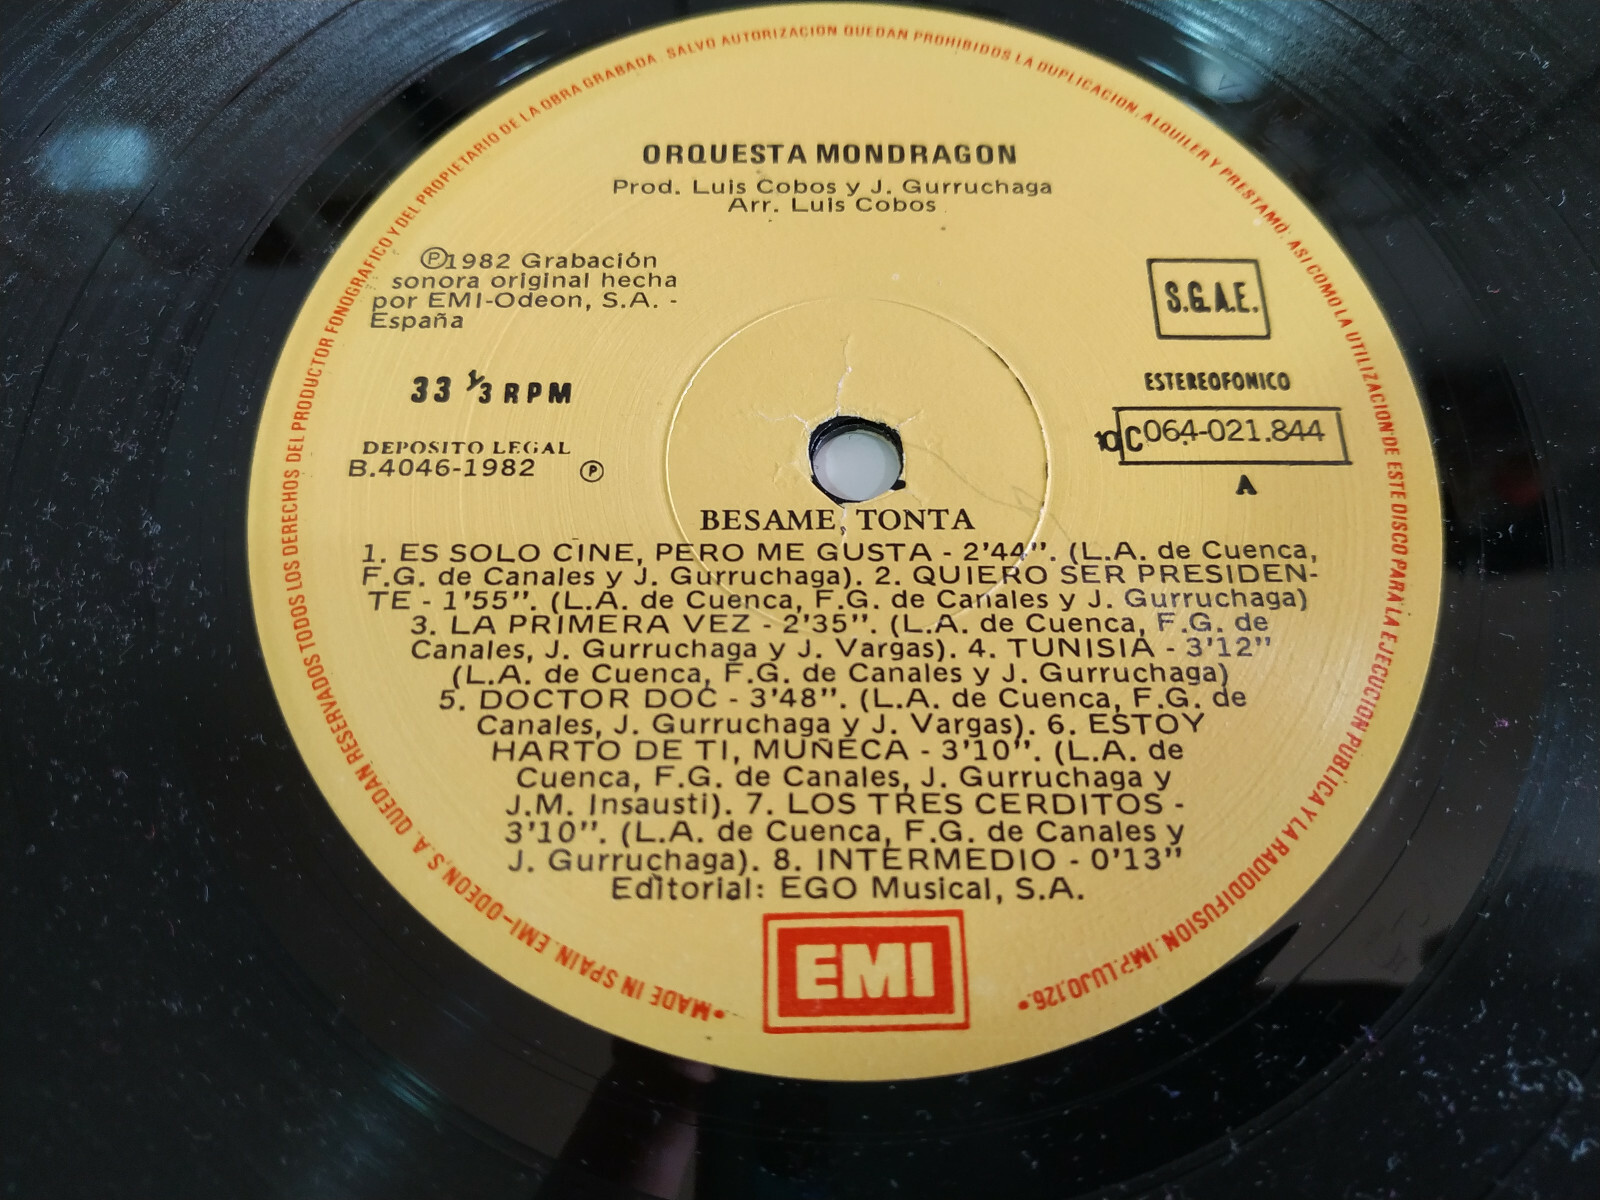 ORQUESTA MONDRAGON
Prod. Luis Cobos y J. Gurruchaga
Arr. Luis Cobos
Ⓟ1982 Grabación
sonora original hecha
por EMI-Odeon, S.A. -
España
S.G.A.E.
33 1/3 RPM
ESTEREOFONICO
10C 064-021.844
DEPOSITO LEGAL
B.4046-1982 Ⓟ
A
BESAME, TONTA
1. ES SOLO CINE, PERO ME GUSTA - 2'44". (L.A. de Cuenca,
F.G. de Canales y J. Gurruchaga). 2. QUIERO SER PRESIDEN-
TE - 1'55". (L.A. de Cuenca, F.G. de Canales y J. Gurruchaga)
3. LA PRIMERA VEZ - 2'35". (L.A. de Cuenca, F.G. de
Canales, J. Gurruchaga y J. Vargas). 4. TUNISIA - 3'12"
(L.A. de Cuenca, F.G. de Canales y J. Gurruchaga)
5. DOCTOR DOC - 3'48". (L.A. de Cuenca, F.G. de
Canales, J. Gurruchaga y J. Vargas). 6. ESTOY
HARTO DE TI, MUÑECA - 3'10". (L.A. de
Cuenca, F.G. de Canales, J. Gurruchaga y
J.M. Insausti). 7. LOS TRES CERDITOS -
3'10". (L.A. de Cuenca, F.G. de Canales y
J. Gurruchaga). 8. INTERMEDIO - 0'13"
Editorial: EGO Musical, S.A.
EMI
•MADE IN SPAIN. EMI-ODEON, S.A. QUEDAN RESERVADOS TODOS LOS DERECHOS DEL PRODUCTOR FONOGRAFICO Y DEL PROPIETARIO DE LA OBRA GRABADA. SALVO AUTORIZACION QUEDAN PROHIBIDOS LA DUPLICACION, ALQUILER Y PRESTAMO, ASI COMO LA UTILIZACION DE ESTE DISCO PARA LA EJECUCION PUBLICA Y LA RADIODIFUSION. IMP. LUJO,126.•